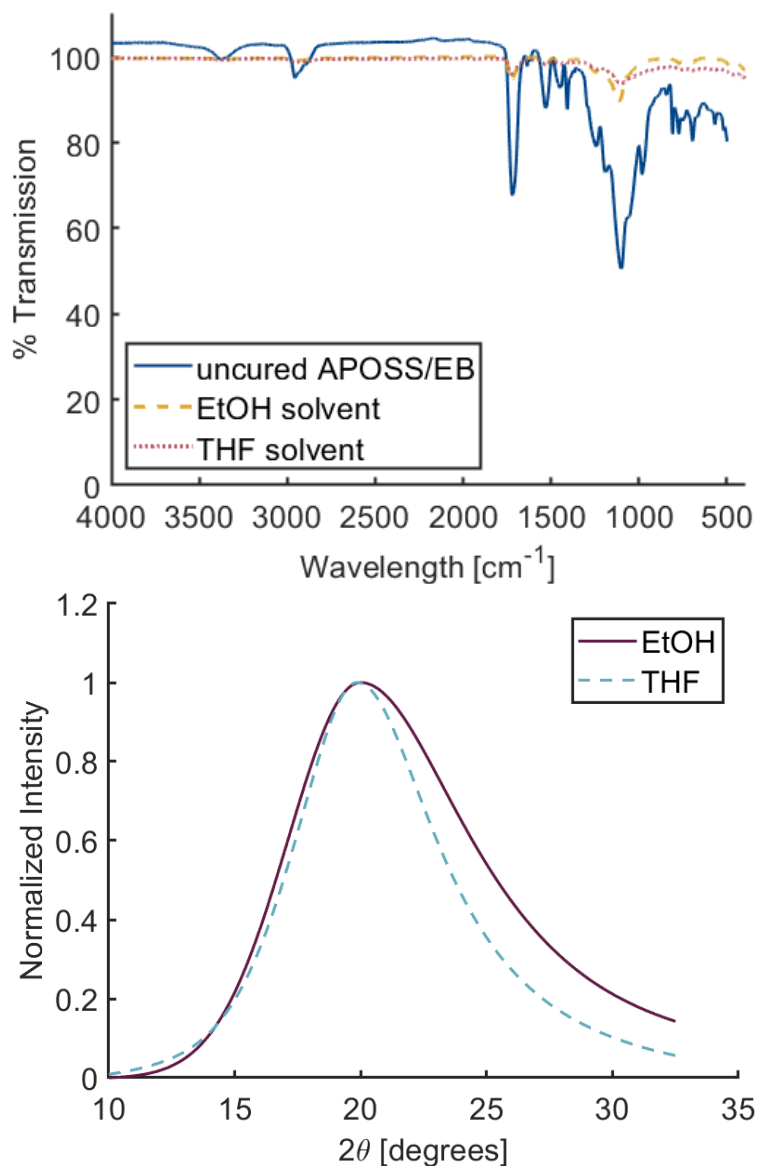 100
80
60
40
20
0
% Transmission
uncured APOSS/EB
EtOH solvent
THF solvent
4000 3500 3000 2500 2000 1500 1000 500
Wavelength [cm⁻¹]
1.2
1
0.8
0.6
0.4
0.2
0
Normalized Intensity
EtOH
THF
10 15 20 25 30 35
2θ [degrees]